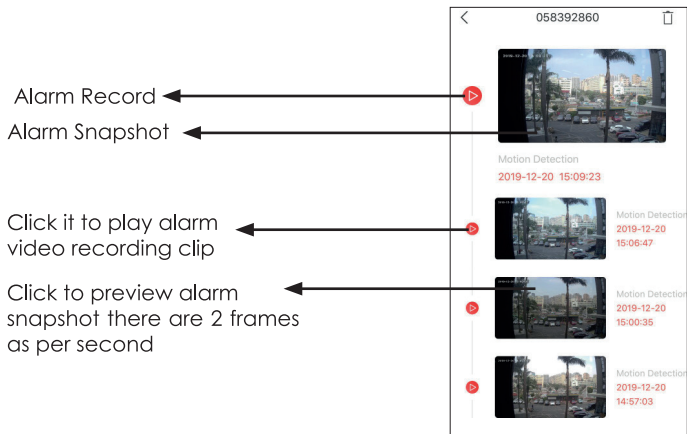 058392860
Alarm Record
Alarm Snapshot
Motion Detection
2019-12-20 15:09:23
Click it to play alarm
video recording clip
Motion Detection
2019-12-20
15:06:47
Click to preview alarm
snapshot there are 2 frames
as per second
Motion Detection
2019-12-20
15:00:35
Motion Detection
2019-12-20
14:57:03